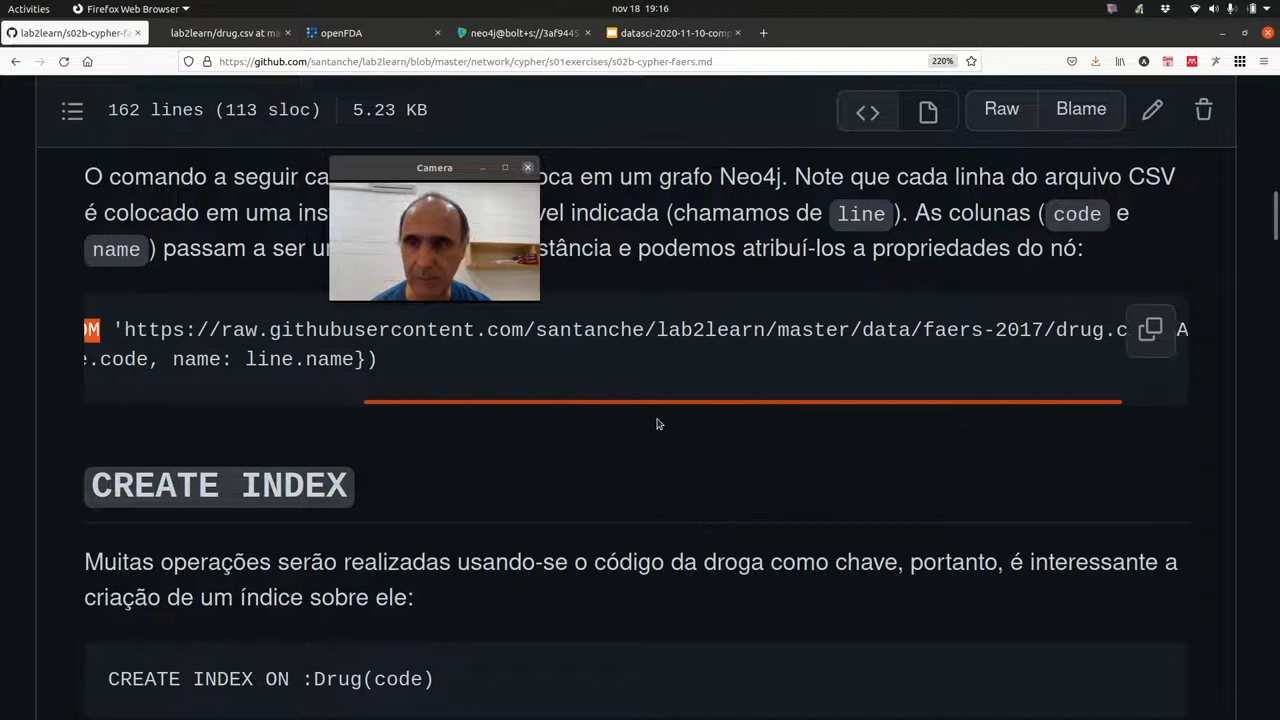 Activities
Firefox Web Browser
nov 18 19:16
lab2learn/s02b-cypher-fa
lab2learn/drug.csv at m
openFDA
neo4j@bolt+s://3af9445
datasci-2020-11-10-comp
https://github.com/santanche/lab2learn/blob/master/network/cypher/s01exercises/s02b-cypher-faers.md
220%
162 lines (113 sloc)
5.23 KB
Raw
Blame
Camera
O comando a seguir ca oca em um grafo Neo4j. Note que cada linha do arquivo CSV
é colocado em uma ins vel indicada (chamamos de line). As colunas (code e
name) passam a ser un stância e podemos atribuí-los a propriedades do nó:
OM 'https://raw.githubusercontent.com/santanche/lab2learn/master/data/faers-2017/drug.c A
e.code, name: line.name})
CREATE INDEX
Muitas operações serão realizadas usando-se o código da droga como chave, portanto, é interessante a
criação de um índice sobre ele:
CREATE INDEX ON :Drug(code)